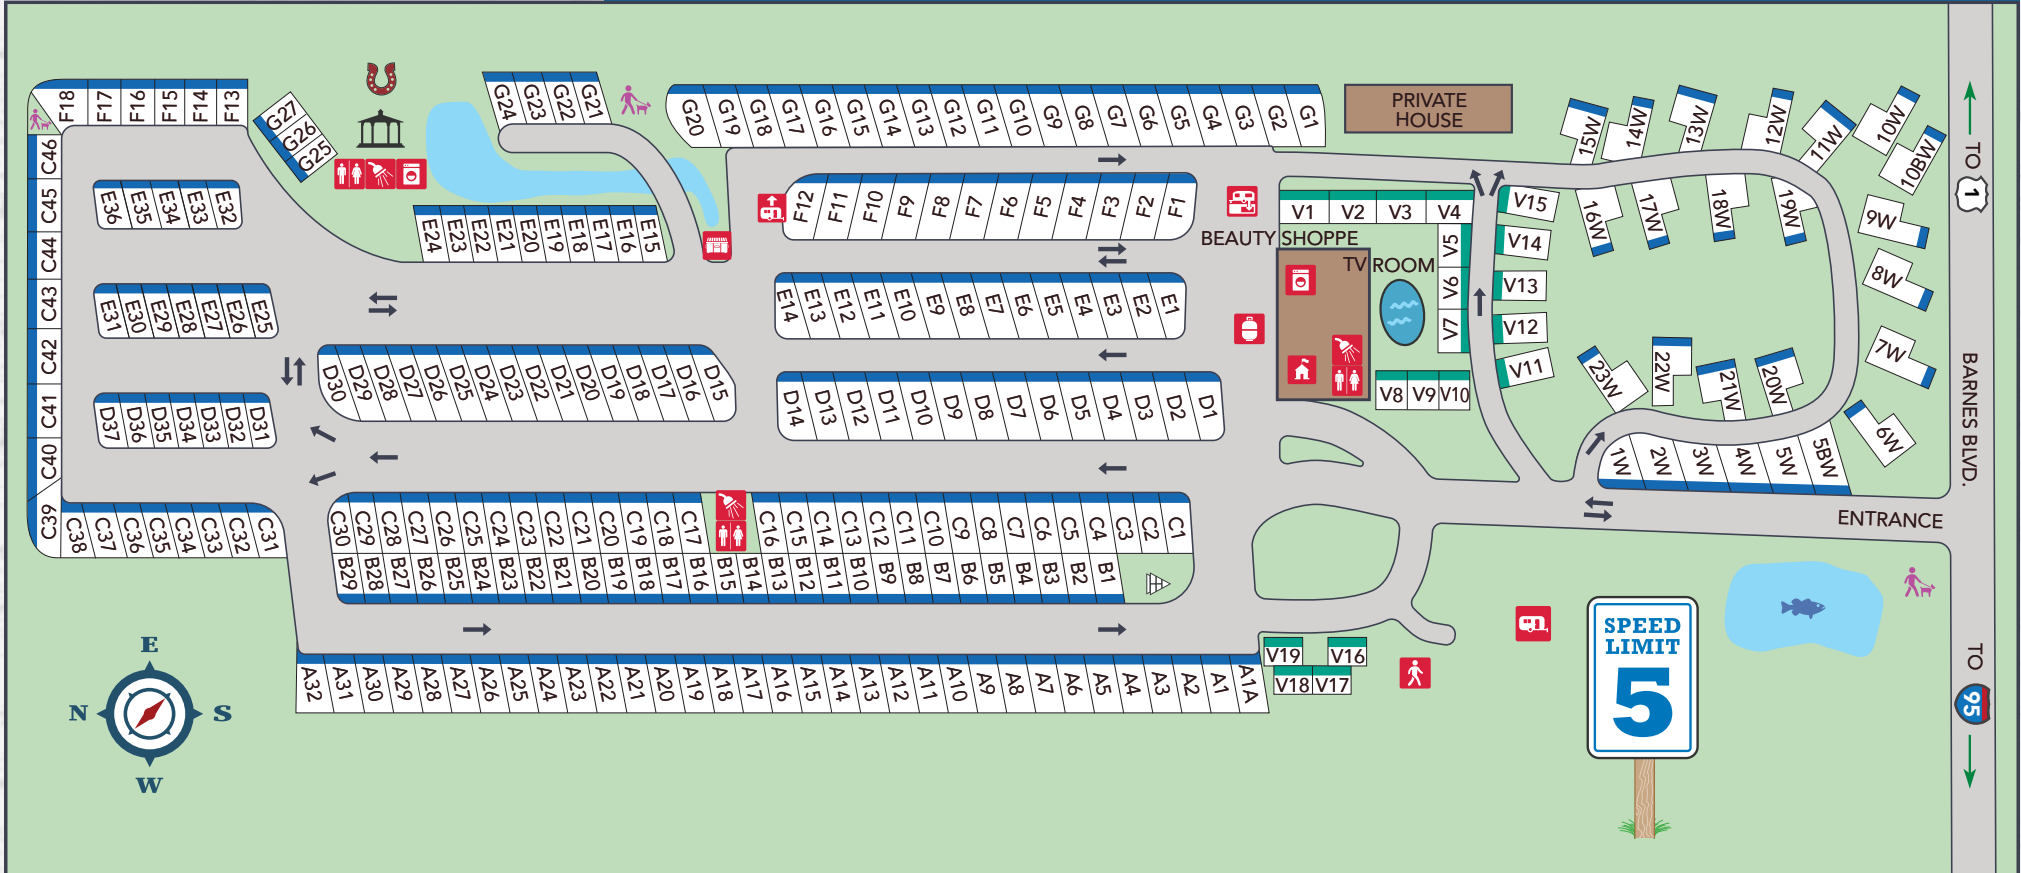 F18 F17 F16 F15 F14 F13
G27
G26
G25
G24 G23 G22 G21
G20 G19 G18 G17 G16 G15 G14 G13 G12 G11 G10 G9 G8 G7 G6 G5 G4 G3 G2 G1
PRIVATE
HOUSE
15W 14W 13W 12W 11W 10W 10BW
TO 1
C46 C45 C44 C43 C42 C41 C40 C39
E36 E35 E34 E33 E32
E24 E23 E22 E21 E20 E19 E18 E17 E16 E15
F12 F11 F10 F9 F8 F7 F6 F5 F4 F3 F2 F1
V1 V2 V3 V4
V5 V6 V7
V15
V14
V13
V12
V11
16W 17W 18W 19W
9W
8W
7W
6W
BEAUTY SHOPPE
TV ROOM
E31 E30 E29 E28 E27 E26 E25
E14 E13 E12 E11 E10 E9 E8 E7 E6 E5 E4 E3 E2 E1
D30 D29 D28 D27 D26 D25 D24 D23 D22 D21 D20 D19 D18 D17 D16 D15
D14 D13 D12 D11 D10 D9 D8 D7 D6 D5 D4 D3 D2 D1
V8 V9 V10
23W 22W 21W 20W
BARNES BLVD.
D37 D36 D35 D34 D33 D32 D31
1W 2W 3W 4W 5W 5BW
C38 C37 C36 C35 C34 C33 C32 C31
C30 C29 C28 C27 C26 C25 C24 C23 C22 C21 C20 C19 C18 C17 C16 C15 C14 C13 C12 C11 C10 C9 C8 C7 C6 C5 C4 C3 C2 C1
ENTRANCE
B29 B28 B27 B26 B25 B24 B23 B22 B21 B20 B19 B18 B17 B16 B15 B14 B13 B12 B11 B10 B9 B8 B7 B6 B5 B4 B3 B2 B1
SPEED
LIMIT
5
V19 V16
V18 V17
A32 A31 A30 A29 A28 A27 A26 A25 A24 A23 A22 A21 A20 A19 A18 A17 A16 A15 A14 A13 A12 A11 A10 A9 A8 A7 A6 A5 A4 A3 A2 A1 A1A
TO 95
E
N S
W